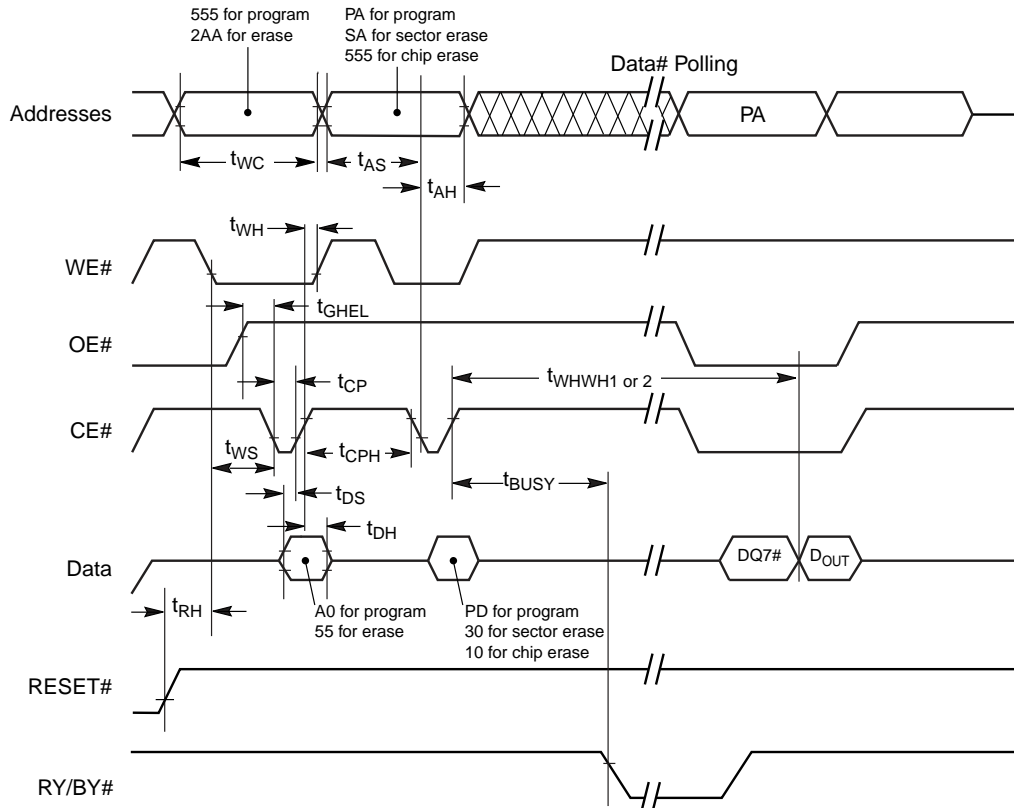 555 for program
2AA for erase
PA for program
SA for sector erase
555 for chip erase
Data# Polling
Addresses
PA
tWC
tAS
tAH
tWH
WE#
tGHEL
OE#
tCP
tWHWH1 or 2
CE#
tWS
tCPH
tBUSY
tDS
tDH
Data
DQ7#
DOUT
tRH
A0 for program
55 for erase
PD for program
30 for sector erase
10 for chip erase
RESET#
RY/BY#